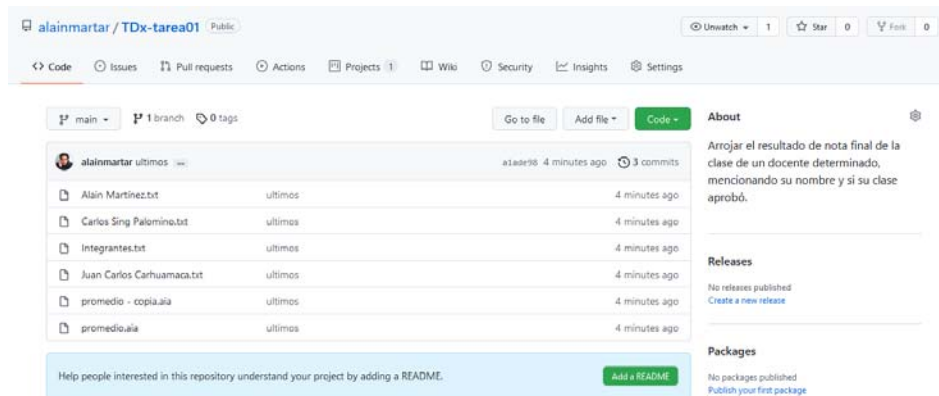 alainmartar / TDx-tarea01 Public
Unwatch 1 Star 0 Fork 0
Code Issues Pull requests Actions Projects 1 Wiki Security Insights Settings
main 1 branch 0 tags Go to file Add file Code
alainmartar ultimos ... a1ade98 4 minutes ago 3 commits
Alain Martínez.txt ultimos 4 minutes ago
Carlos Sing Palomino.txt ultimos 4 minutes ago
Integrantes.txt ultimos 4 minutes ago
Juan Carlos Carhuamaca.txt ultimos 4 minutes ago
promedio - copia.aia ultimos 4 minutes ago
promedio.aia ultimos 4 minutes ago
Help people interested in this repository understand your project by adding a README. Add a README
About
Arrojar el resultado de nota final de la
clase de un docente determinado,
mencionando su nombre y si su clase
aprobó.
Releases
No releases published
Create a new release
Packages
No packages published
Publish your first package